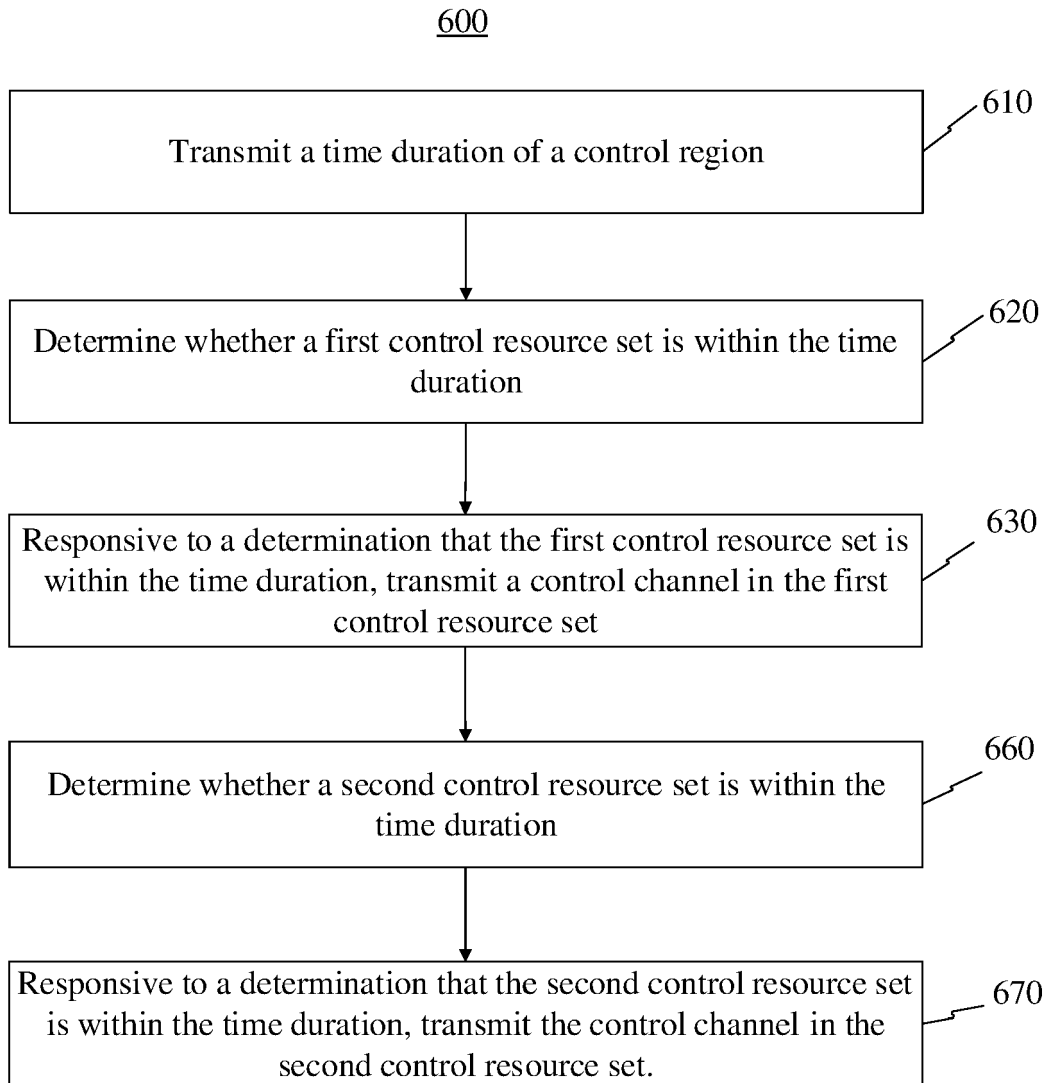 600
610
Transmit a time duration of a control region
620
Determine whether a first control resource set is within the time
duration
630
Responsive to a determination that the first control resource set is
within the time duration, transmit a control channel in the first
control resource set
660
Determine whether a second control resource set is within the
time duration
670
Responsive to a determination that the second control resource set
is within the time duration, transmit the control channel in the
second control resource set.